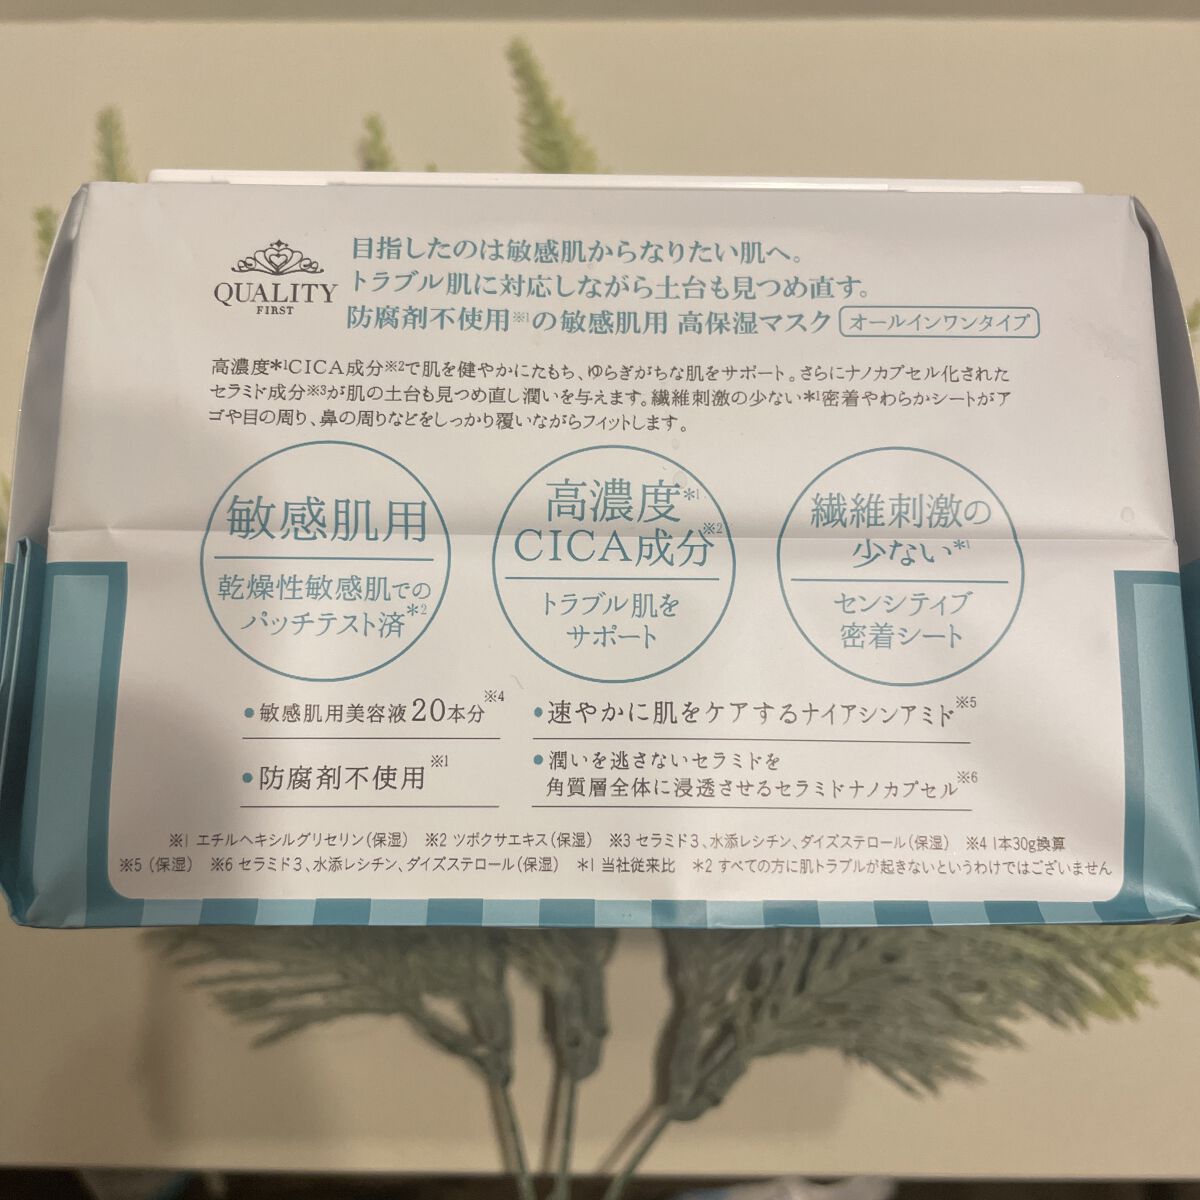 QUALITY
FIRST
目指したのは敏感肌からなりたい肌へ。
トラブル肌に対応しながら土台も見つめ直す。
防腐剤不使用※1の敏感肌用 高保湿マスク オールインワンタイプ
高濃度*1CICA成分※2で肌を健やかにたもち、ゆらぎがちな肌をサポート。さらにナノカプセル化された
セラミド成分※3が肌の土台も見つめ直し潤いを与えます。繊維刺激の少ない*1密着やわらかシートがア
ゴや目の周り、鼻の周りなどをしっかり覆いながらフィットします。
敏感肌用
乾燥性敏感肌での
パッチテスト済*2
高濃度*1
CICA成分※2
トラブル肌を
サポート
繊維刺激の
少ない*1
センシティブ
密着シート
•敏感肌用美容液20本分※4
•防腐剤不使用※1
•速やかに肌をケアするナイアシンアミド※5
•潤いを逃さないセラミドを
角質層全体に浸透させるセラミドナノカプセル※6
※1 エチルヘキシルグリセリン(保湿) ※2 ツボクサエキス(保湿) ※3 セラミド3、水添レシチン、ダイズステロール(保湿) ※4 1本30g換算
※5 (保湿) ※6 セラミド3、水添レシチン、ダイズステロール(保湿) *1 当社従来比 *2 すべての方に肌トラブルが起きないというわけではございません